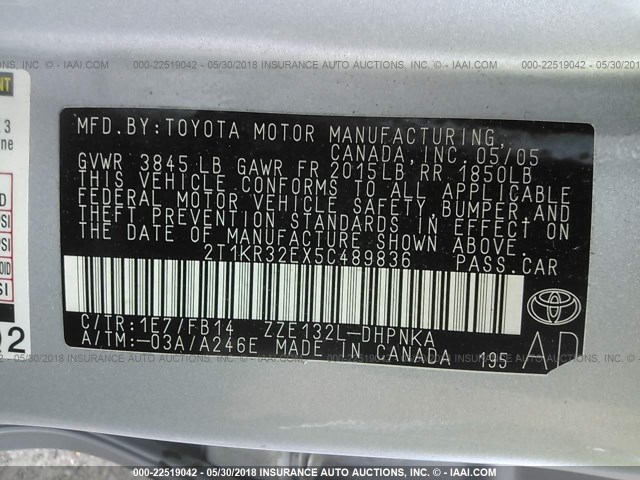 000-22519042 - 05/30/2018 INSURANCE AUTO AUCTIONS, INC. - © - IAAI.COM
MFD.BY:TOYOTA MOTOR MANUFACTURING,
CANADA, INC. 05/05
GVWR 3845 LB GAWR FR 2015LB RR 1850LB
THIS VEHICLE CONFORMS TO ALL APPLICABLE
FEDERAL MOTOR VEHICLE SAFETY, BUMPER, AND
THEFT PREVENTION STANDARDS IN EFFECT ON
THE DATE OF MANUFACTURE SHOWN ABOVE.
2T1KR32EX5C489836 PASS.CAR
C/TR:1E7/FB14 ZZE132L-DHPNKA
A/TM:-03A/A246E MADE IN CANADA 195
TOYOTA
AP
000-22519042 - 05/30/2018 INSURANCE AUTO AUCTIONS, INC. - © - IAAI.COM